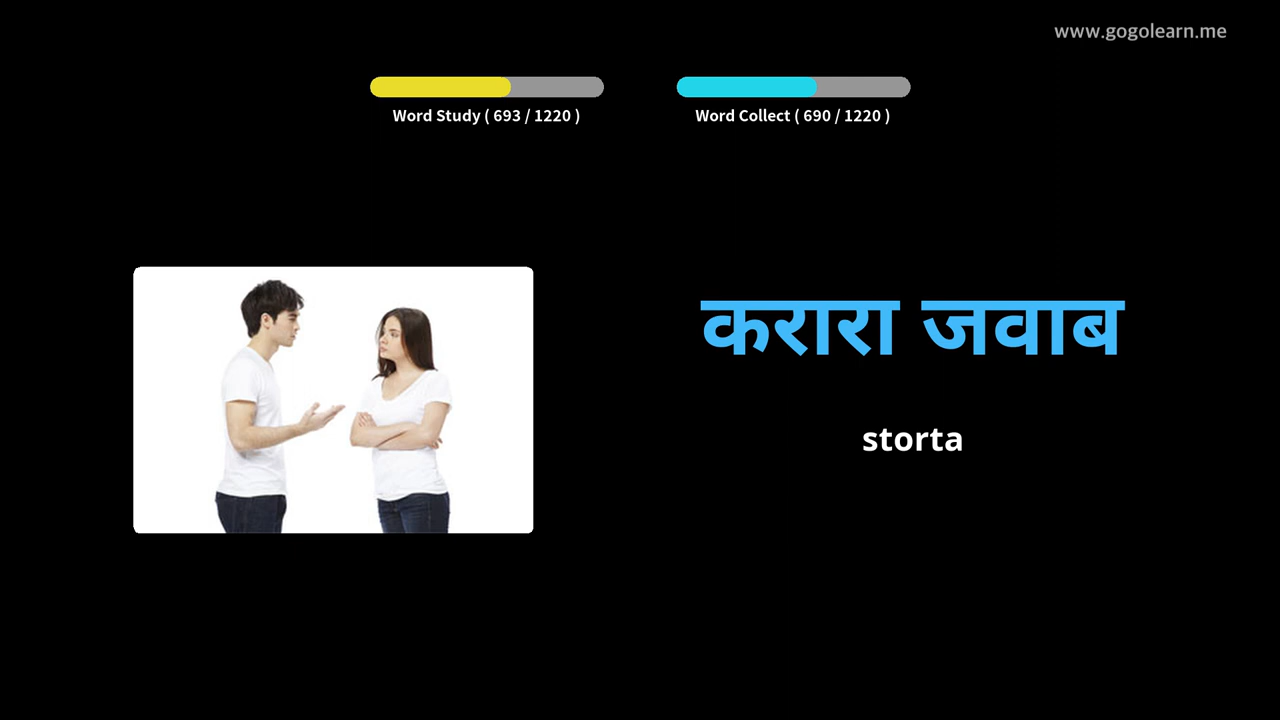 www.gogolearn.me
Word Study ( 693 / 1220 )
Word Collect ( 690 / 1220 )
करारा जवाब
storta